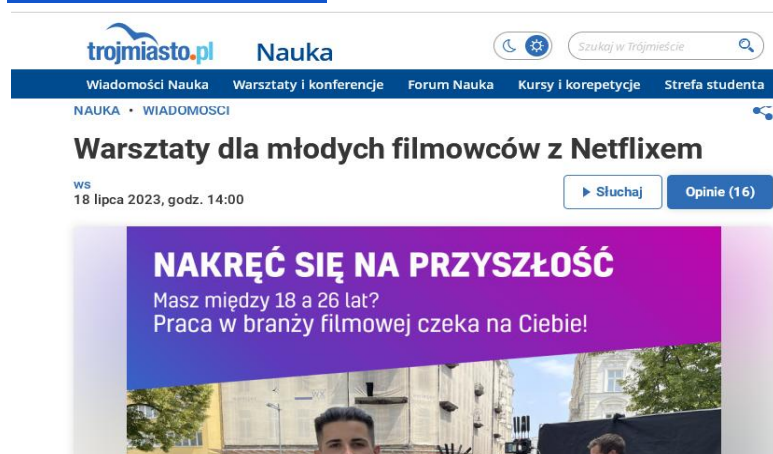 trojmiasto.pl
Nauka
Szukaj w Trójmieście
Wiadomości Nauka Warsztaty i konferencje Forum Nauka Kursy i korepetycje Strefa studenta
NAUKA • WIADOMOŚCI
Warsztaty dla młodych filmowców z Netflixem
ws
18 lipca 2023, godz. 14:00
Słuchaj
Opinie (16)
NAKRĘĆ SIĘ NA PRZYSZŁOŚĆ
Masz między 18 a 26 lat?
Praca w branży filmowej czeka na Ciebie!